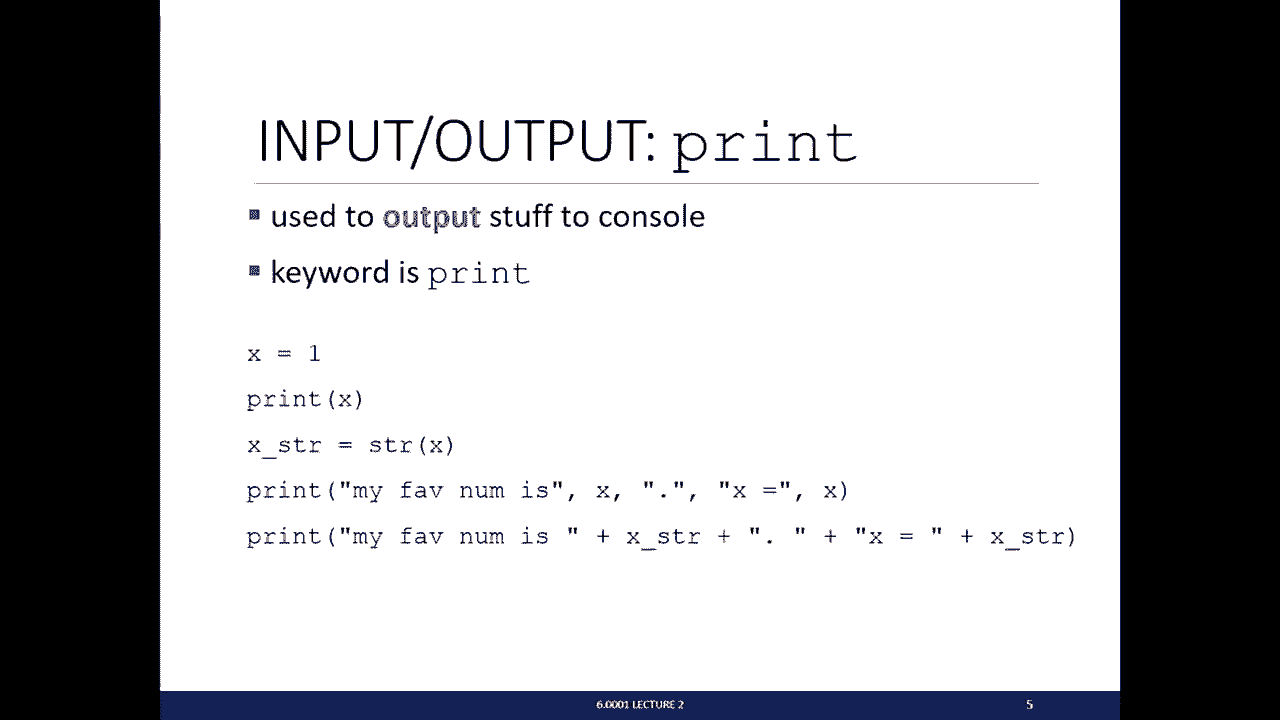 INPUT/OUTPUT: print
▪ used to output stuff to console
▪ keyword is print
x = 1
print(x)
x_str = str(x)
print("my fav num is", x, ".", "x =", x)
print("my fav num is " + x_str + ". " + "x = " + x_str)
6.0001 LECTURE 2
5